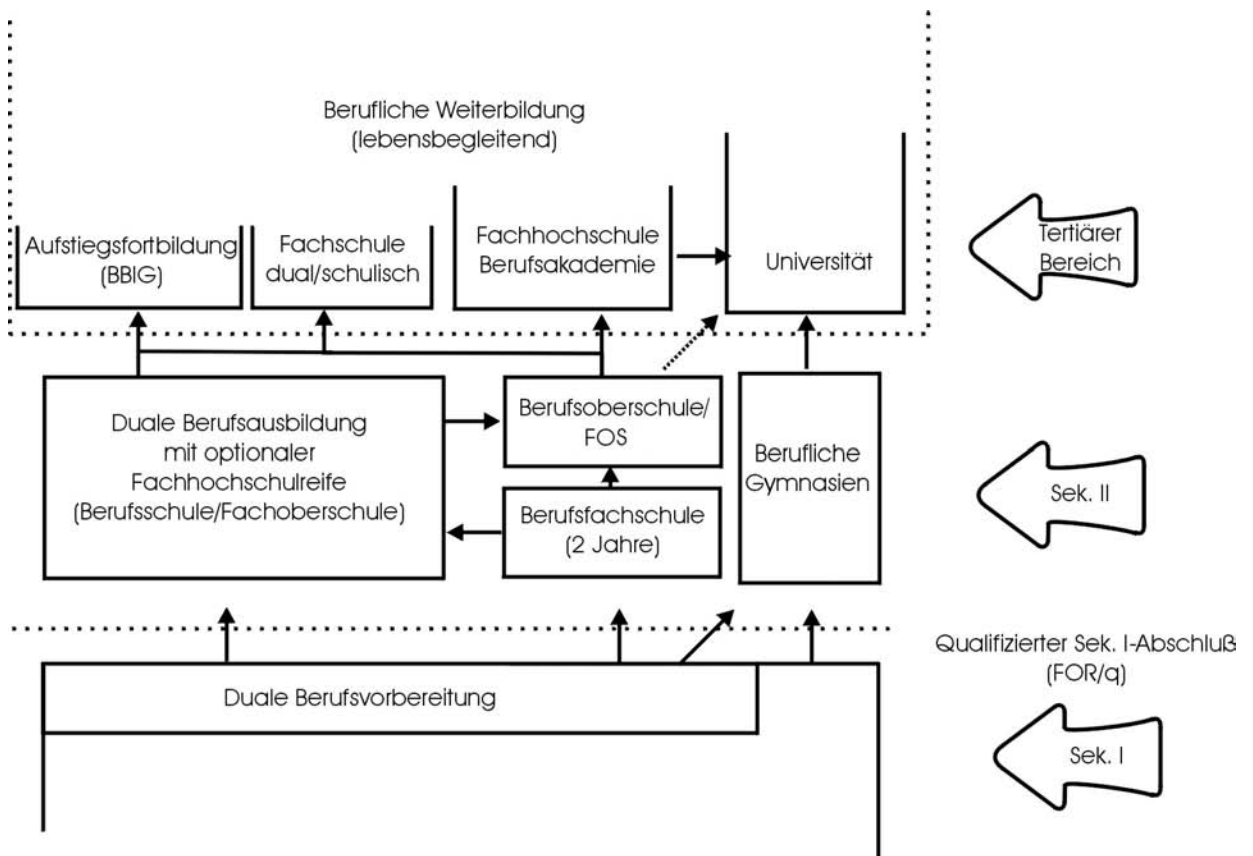 Berufliche Weiterbildung
(lebensbegleitend)
Aufstiegsfortbildung
(BBIG)
Fachschule
dual/schulisch
Fachhochschule
Berufsakademie
Universität
Tertiärer
Bereich
Duale Berufsausbildung
mit optionaler
Fachhochschulreife
(Berufsschule/Fachoberschule)
Berufsoberschule/
FOS
Berufsfachschule
(2 Jahre)
Berufliche
Gymnasien
Sek. II
Qualifizierter Sek. I-Abschluß
(FOR/q)
Duale Berufsvorbereitung
Sek. I